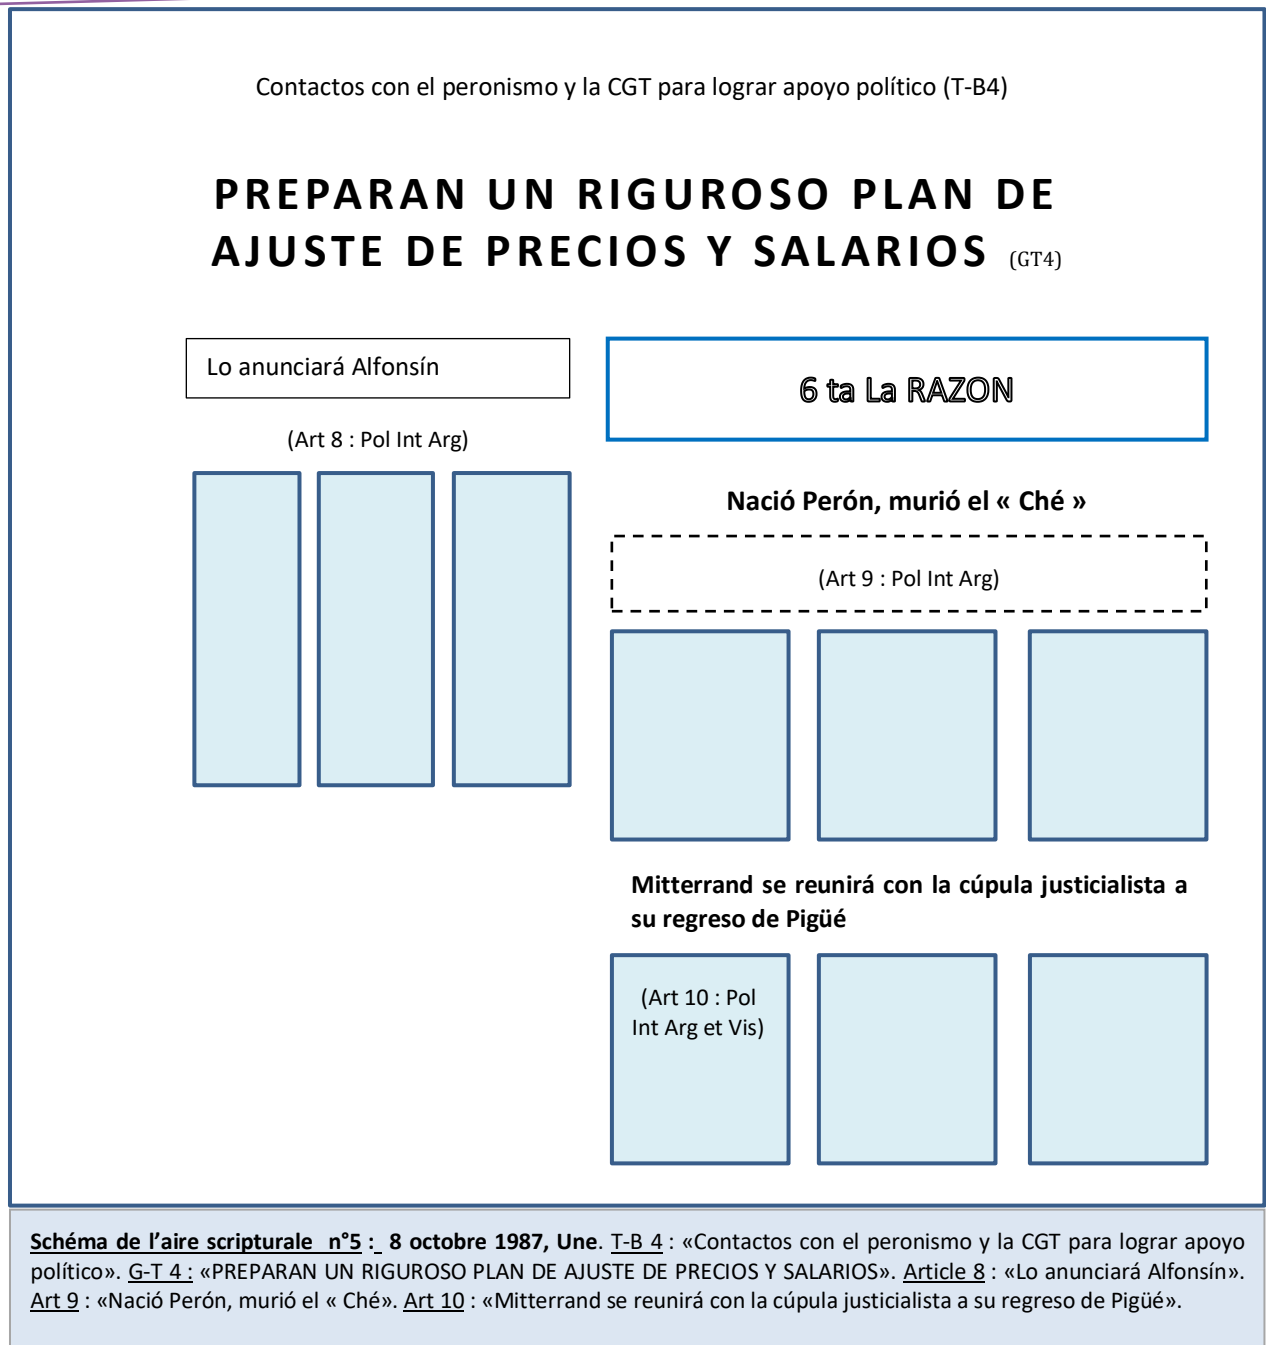 Contactos con el peronismo y la CGT para lograr apoyo político (T-B4)
PREPARAN UN RIGUROSO PLAN DE
AJUSTE DE PRECIOS Y SALARIOS (GT4)
Lo anunciará Alfonsín
(Art 8 : Pol Int Arg)
6 ta La RAZON
Nació Perón, murió el « Ché »
(Art 9 : Pol Int Arg)
Mitterrand se reunirá con la cúpula justicialista a
su regreso de Pigüé
(Art 10 : Pol
Int Arg et Vis)
Schéma de l’aire scripturale n°5 : 8 octobre 1987, Une. T-B 4 : «Contactos con el peronismo y la CGT para lograr apoyo
político». G-T 4 : «PREPARAN UN RIGUROSO PLAN DE AJUSTE DE PRECIOS Y SALARIOS». Article 8 : «Lo anunciará Alfonsín».
Art 9 : «Nació Perón, murió el « Ché». Art 10 : «Mitterrand se reunirá con la cúpula justicialista a su regreso de Pigüé».